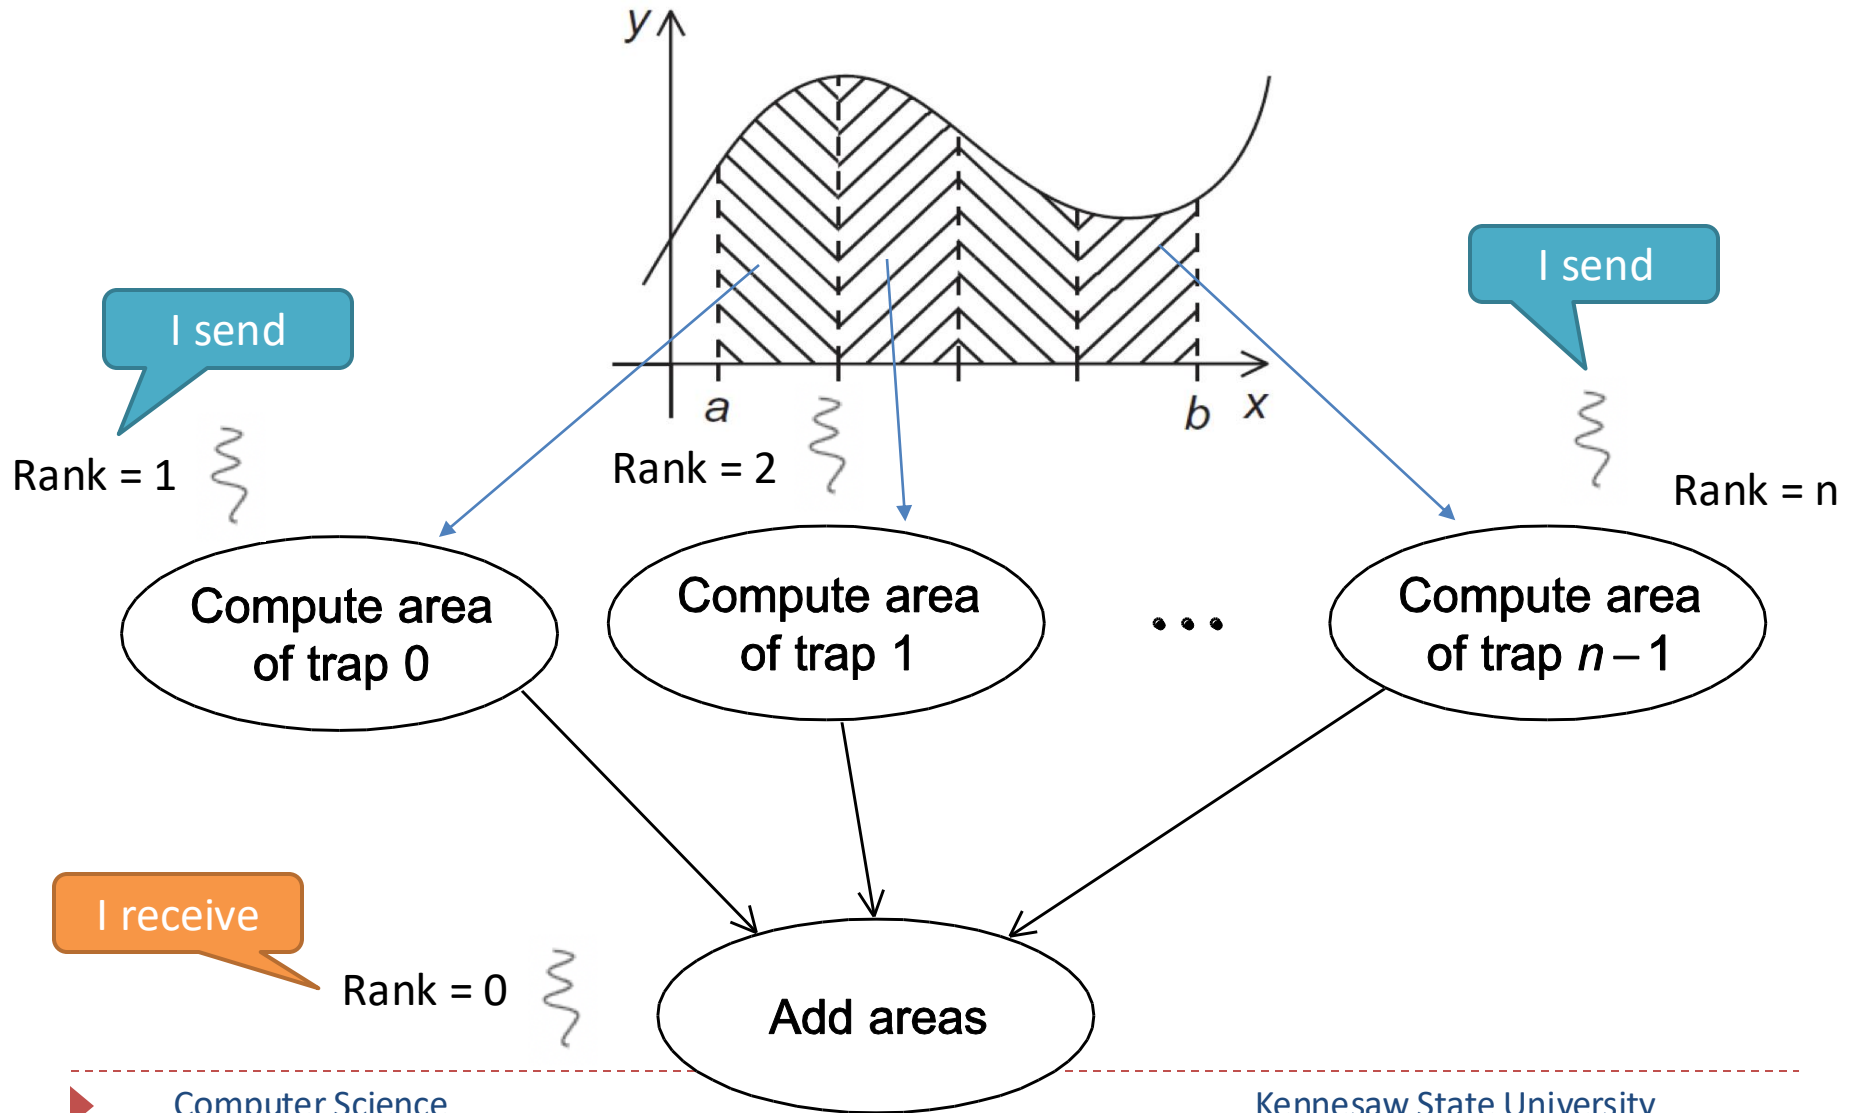 y
I send
I send
a
b
x
Rank = 1
Rank = 2
Rank = n
Compute area
of trap 0
Compute area
of trap 1
...
Compute area
of trap n – 1
I receive
Rank = 0
Add areas
Computer Science
Kennesaw State University